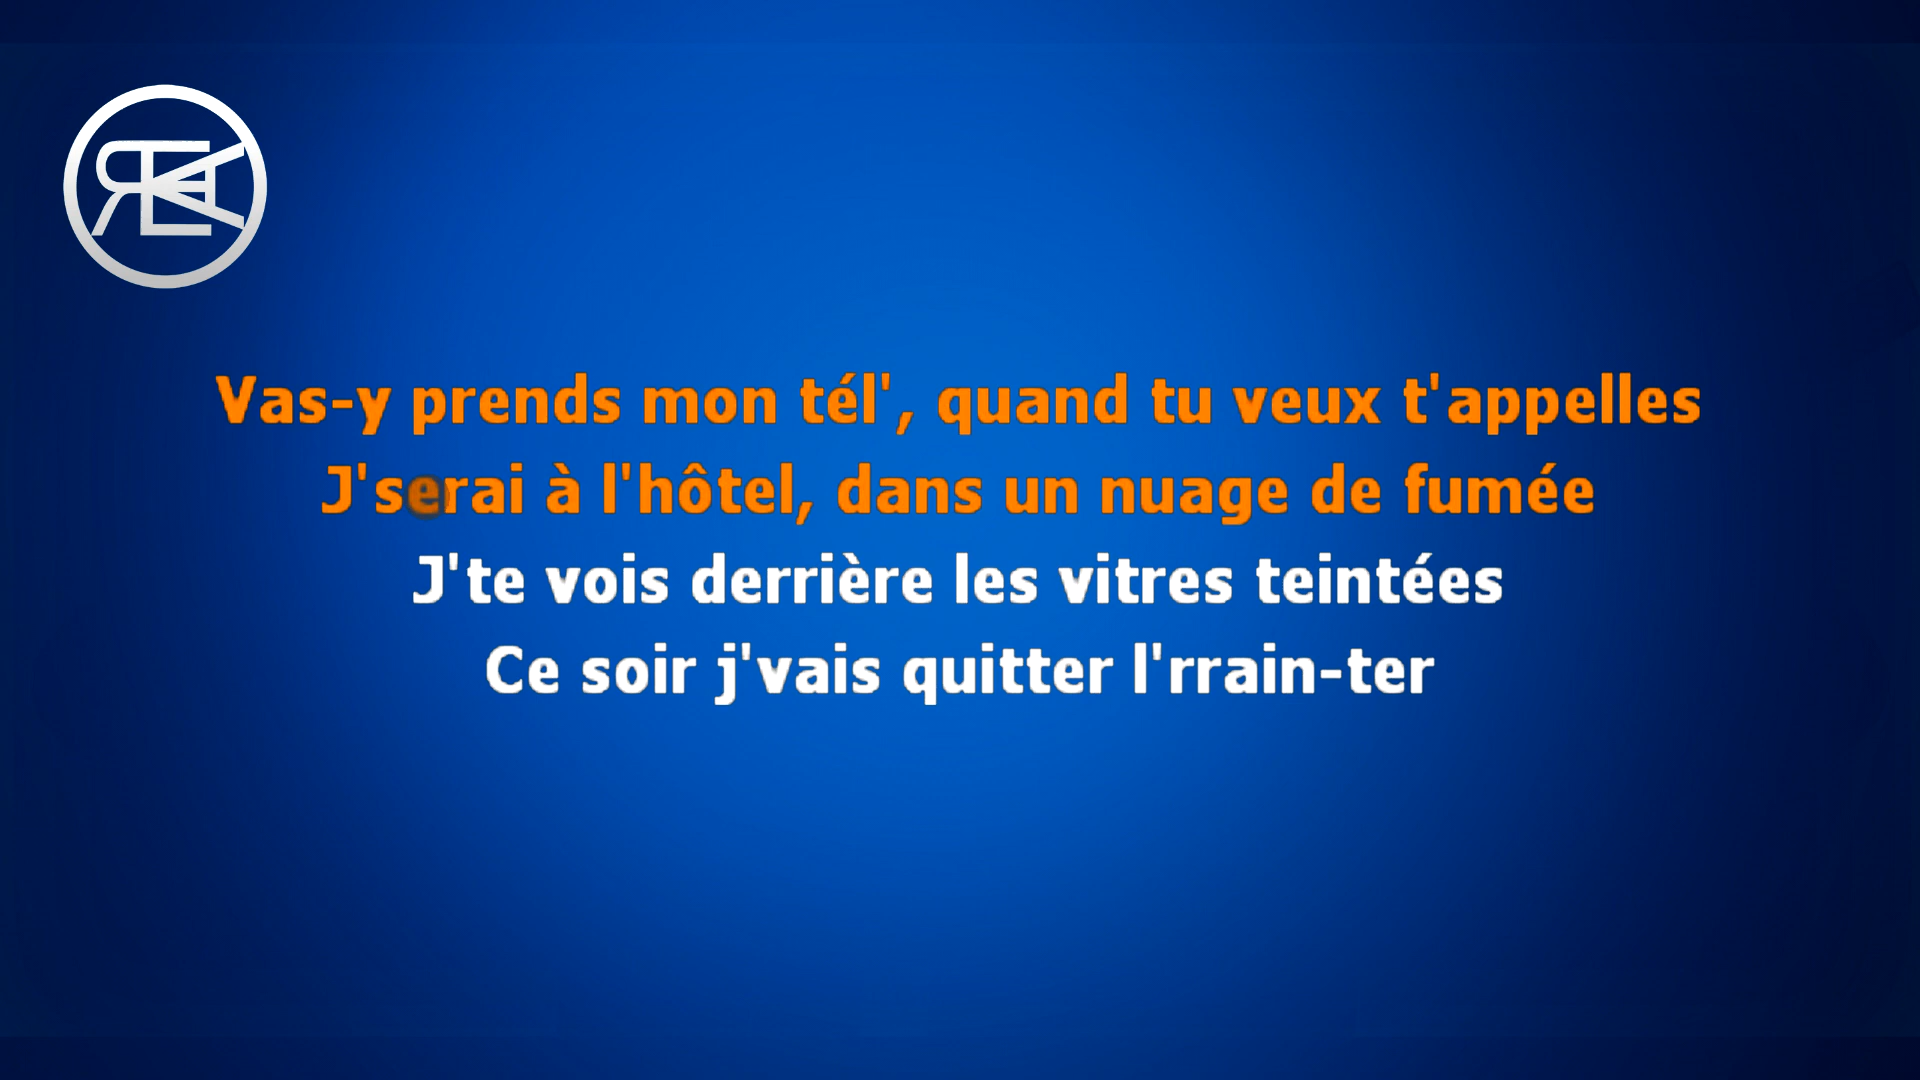 Vas-y prends mon tél', quand tu veux t'appelles
J'serai à l'hôtel, dans un nuage de fumée
J'te vois derrière les vitres teintées
Ce soir j'vais quitter l'rrain-ter